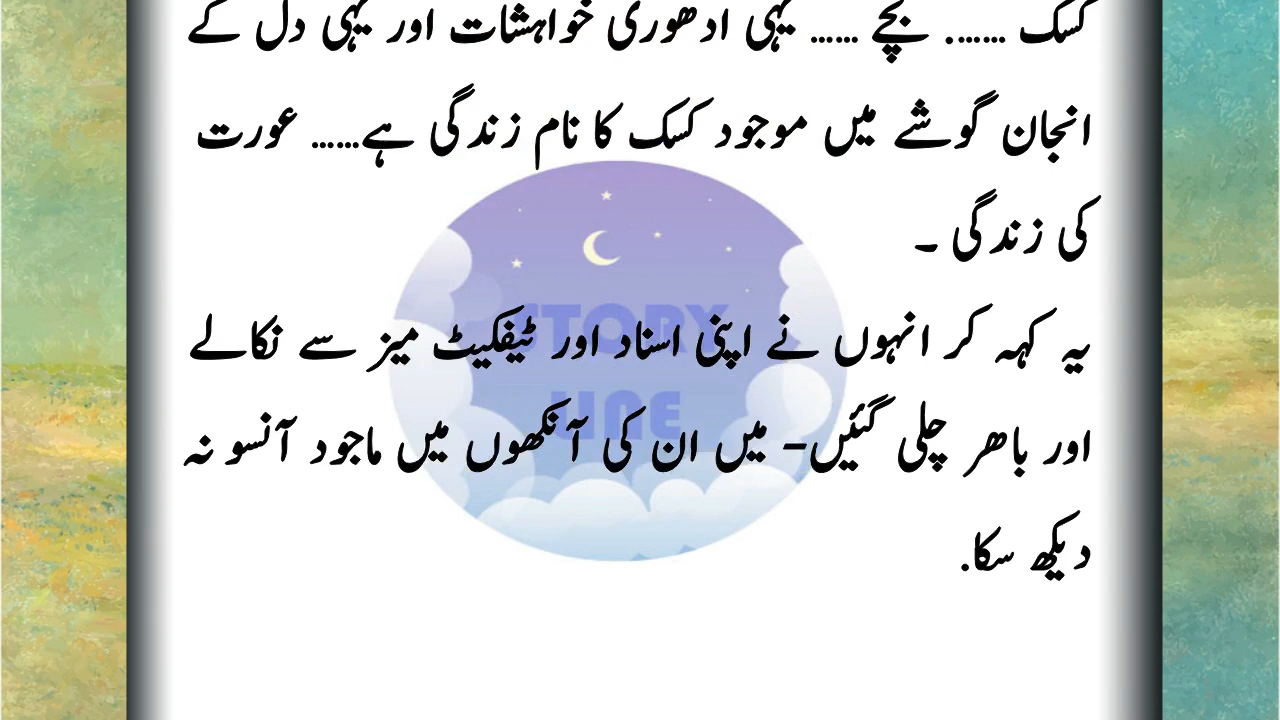 کسک ....... بچے ...... یہی ادھوری خواہشات اور یہی دل کے
انجان گوشے میں موجود کسک کا نام زندگی ہے...... عورت
کی زندگی ۔
یہ کہہ کر انہوں نے اپنی اسناد اور ٹیفکیٹ میز سے نکالے
اور باھر چلی گئیں– میں ان کی آنکھوں میں ماجود آنسو نہ
دیکھ سکا.
STORY
LINE